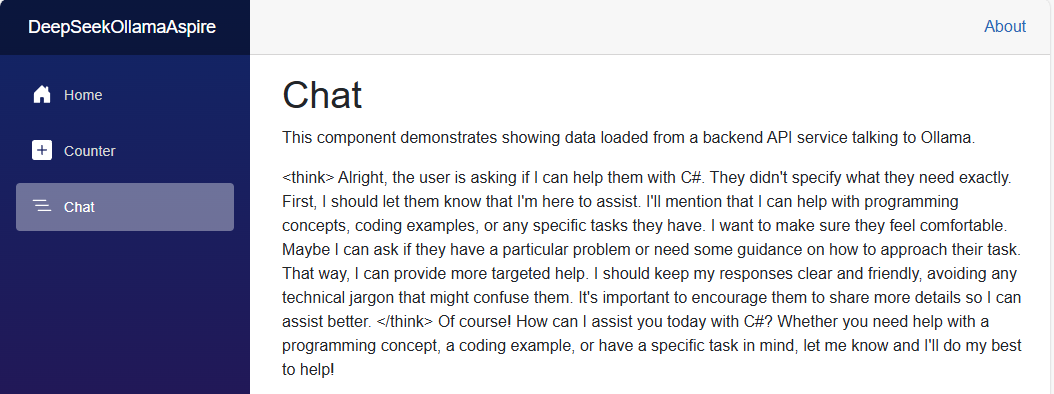 DeepSeekOllamaAspire
About
Home
Counter
Chat
Chat
This component demonstrates showing data loaded from a backend API service talking to Ollama.
<think> Alright, the user is asking if I can help them with C#. They didn't specify what they need exactly.
First, I should let them know that I'm here to assist. I'll mention that I can help with programming
concepts, coding examples, or any specific tasks they have. I want to make sure they feel comfortable.
Maybe I can ask if they have a particular problem or need some guidance on how to approach their task.
That way, I can provide more targeted help. I should keep my responses clear and friendly, avoiding any
technical jargon that might confuse them. It's important to encourage them to share more details so I can
assist better. </think> Of course! How can I assist you today with C#? Whether you need help with a
programming concept, a coding example, or have a specific task in mind, let me know and I'll do my best
to help!